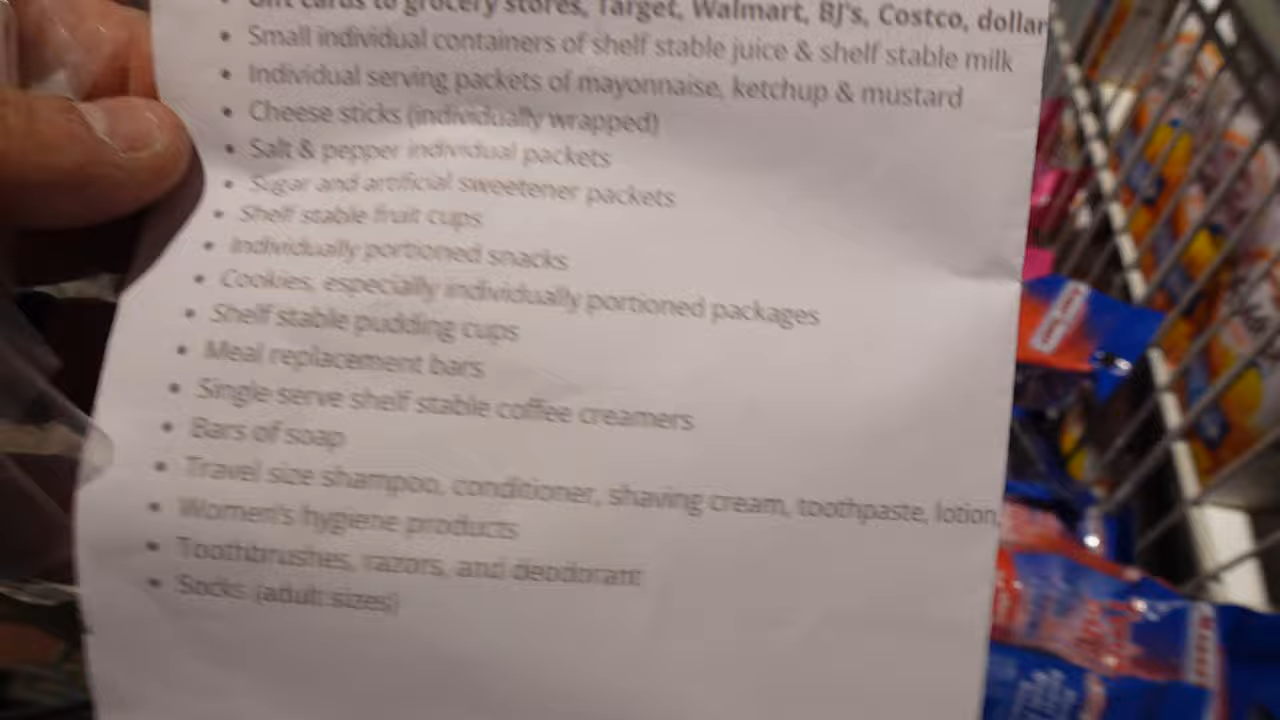 • Gift cards to grocery stores, Target, Walmart, BJ's, Costco, dollar
• Small individual containers of shelf stable juice & shelf stable milk
• Individual serving packets of mayonnaise, ketchup & mustard
• Cheese sticks (individually wrapped)
• Salt & pepper individual packets
• Sugar and artificial sweetener packets
• Shelf stable fruit cups
• Individually portioned snacks
• Cookies, especially individually portioned packages
• Shelf stable pudding cups
• Meal replacement bars
• Single serve shelf stable coffee creamers
• Bars of soap
• Travel size shampoo, conditioner, shaving cream, toothpaste, lotion,
• Women's hygiene products
• Toothbrushes, razors, and deodorant
• Socks (adult sizes)